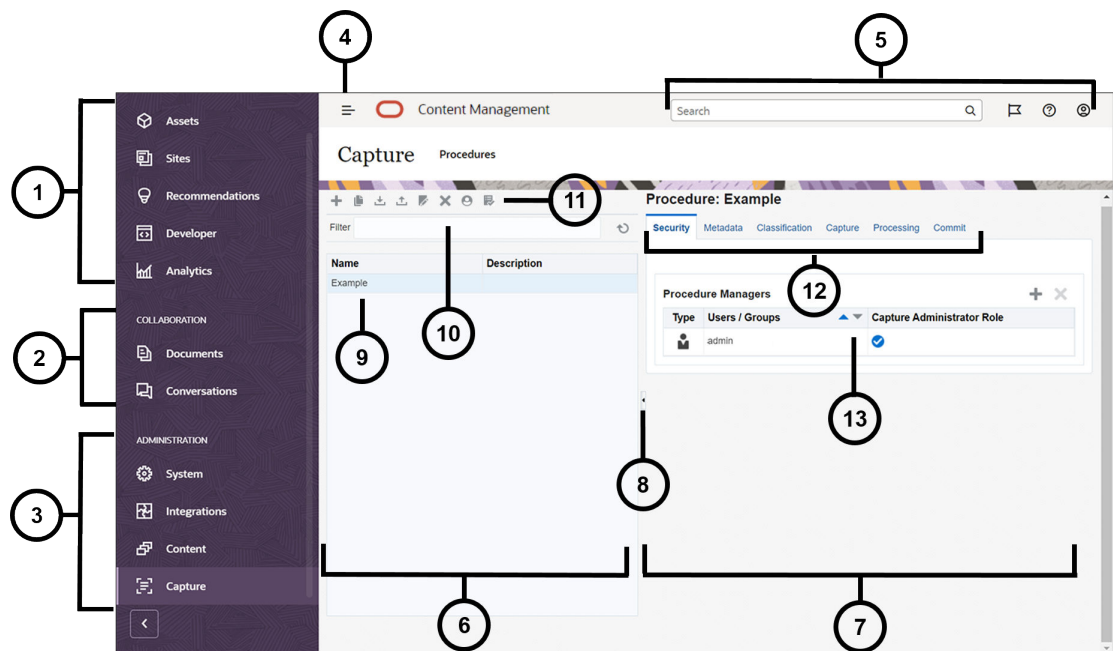 4
5
Content Management
Search
Assets
Sites
Recommendations
Developer
Analytics
1
COLLABORATION
Documents
Conversations
2
ADMINISTRATION
System
Integrations
Content
Capture
3
Capture Procedures
11
Filter
Name Description
Example
9
10
8
6
Procedure: Example
Security Metadata Classification Capture Processing Commit
12
Procedure Managers
Type Users / Groups Capture Administrator Role
admin
13
7